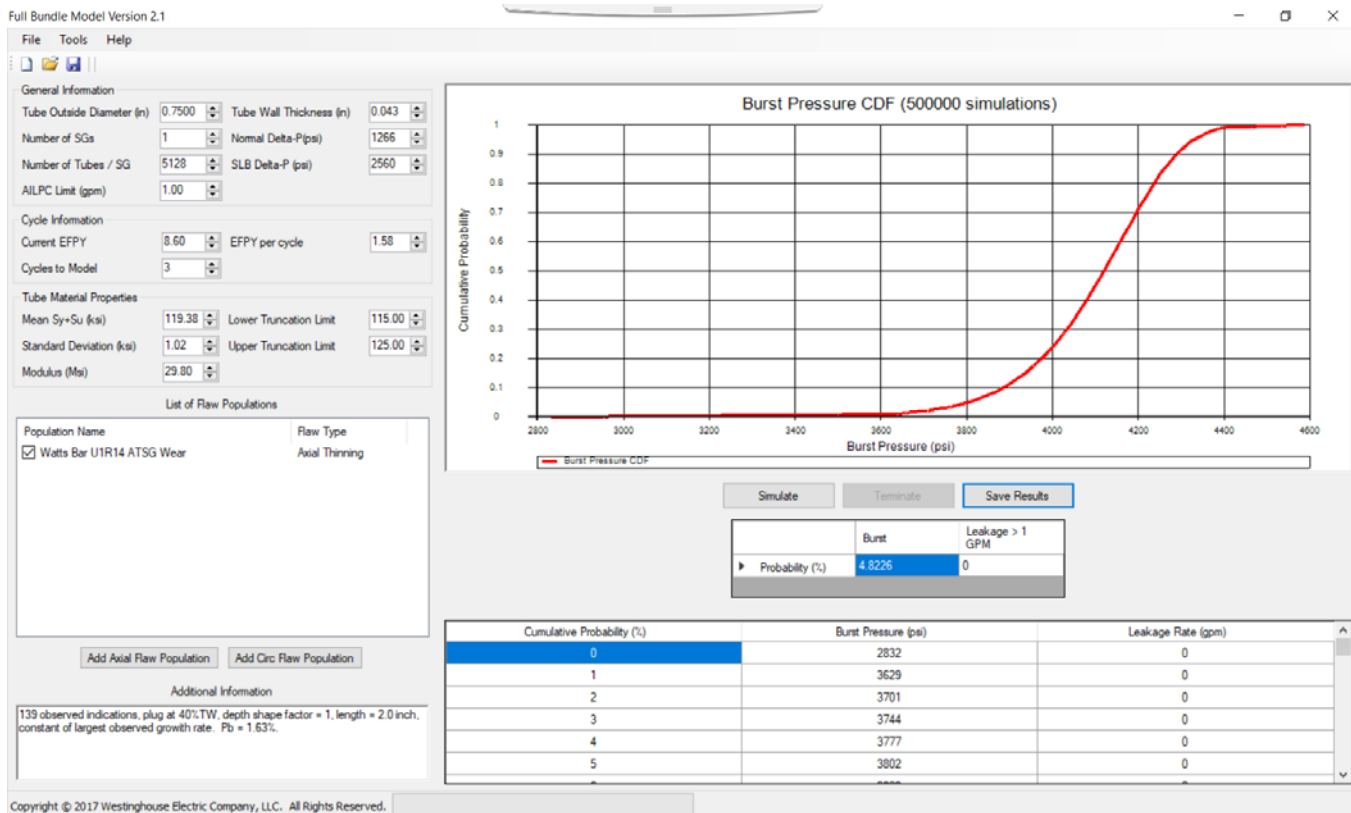 Full Bundle Model Version 2.1
File Tools Help
General Information
Tube Outside Diameter (in) 0.7500 Tube Wall Thickness (in) 0.043
Number of SGs 1 Normal Delta-P(psi) 1266
Number of Tubes / SG 5128 SLB Delta-P (psi) 2560
AILPC Limit (gpm) 1.00
Cycle Information
Current EFPY 8.60 EFPY per cycle 1.58
Cycles to Model 3
Tube Material Properties
Mean Sy+Su (ksi) 119.38 Lower Truncation Limit 115.00
Standard Deviation (ksi) 1.02 Upper Truncation Limit 125.00
Modulus (Msi) 29.80
List of Flaw Populations
Population Name Flaw Type
Watts Bar U1R14 ATSG Wear Axial Thinning
Add Axial Flaw Population Add Circ Flaw Population
Additional Information
139 observed indications, plug at 40%TW, depth shape factor = 1, length = 2.0 inch,
constant of largest observed growth rate. Pb = 1.63%.
Burst Pressure CDF (500000 simulations)
Cumulative Probability
1
0.9
0.8
0.7
0.6
0.5
0.4
0.3
0.2
0.1
0
2800 3000 3200 3400 3600 3800 4000 4200 4400 4600
Burst Pressure (psi)
Burst Pressure CDF
Simulate Terminate Save Results
Burst Leakage > 1
GPM
Probability (%) 4.8226 0
Cumulative Probability (%) Burst Pressure (psi) Leakage Rate (gpm)
0 2832 0
1 3629 0
2 3701 0
3 3744 0
4 3777 0
5 3802 0
Copyright © 2017 Westinghouse Electric Company, LLC. All Rights Reserved.